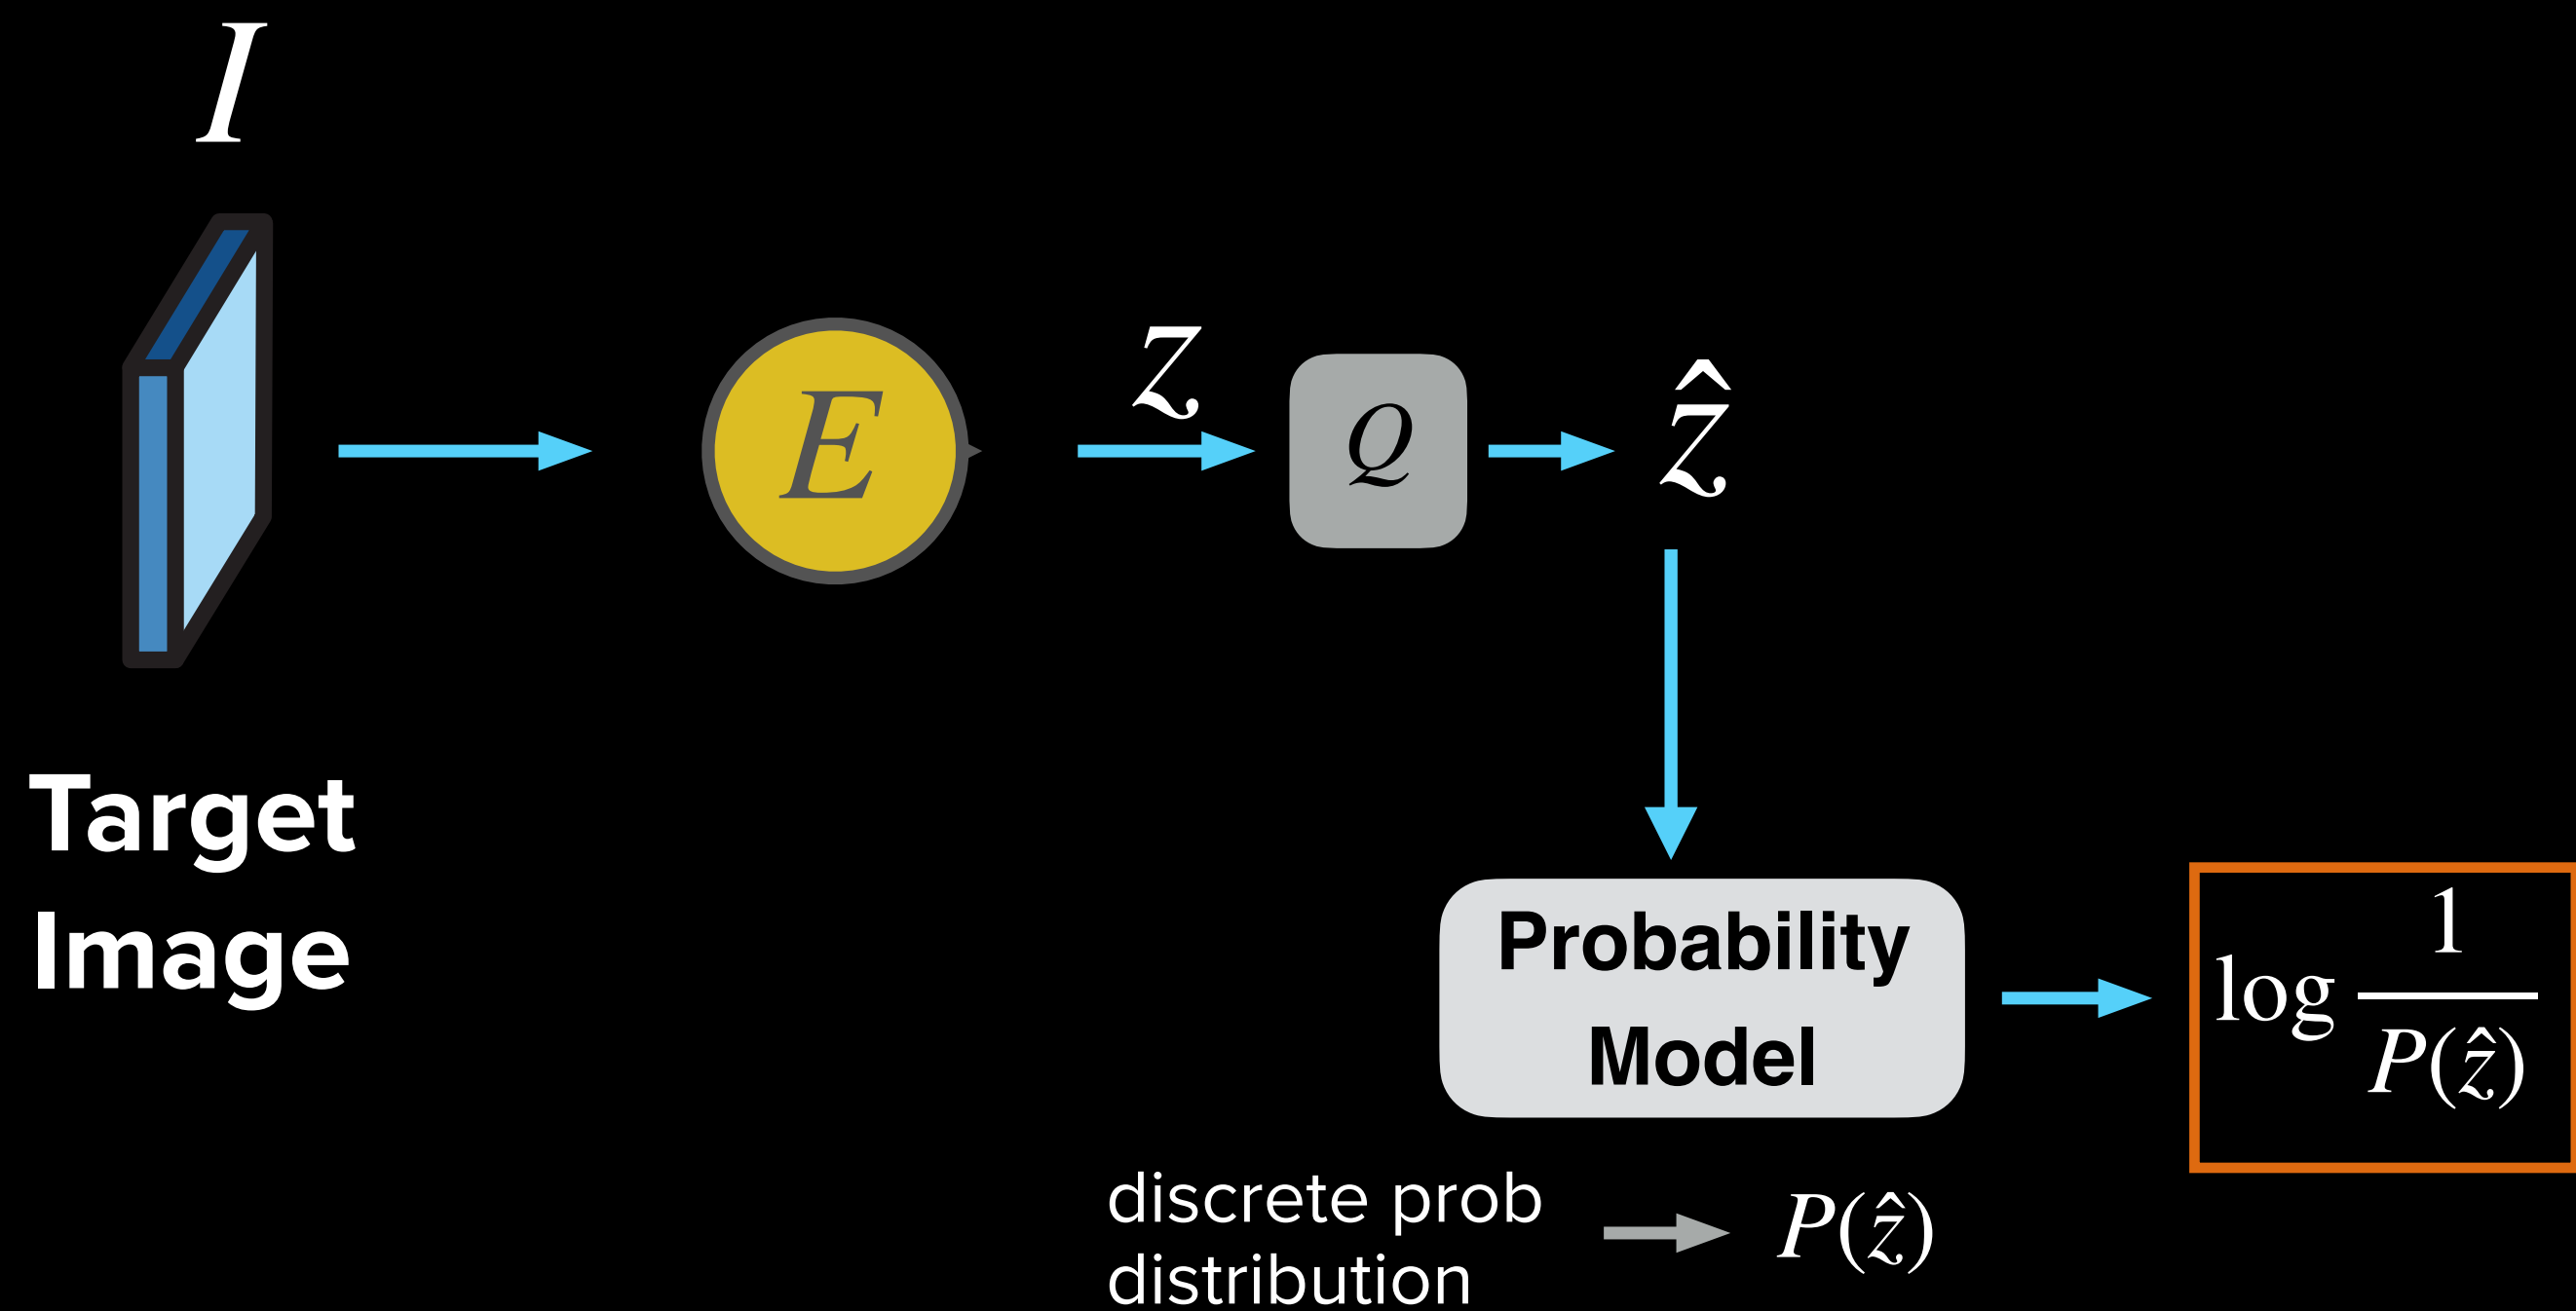 I
Target
Image
E
z
Q
ẑ
Probability
Model
log 1/P(ẑ)
discrete prob
distribution
P(ẑ)